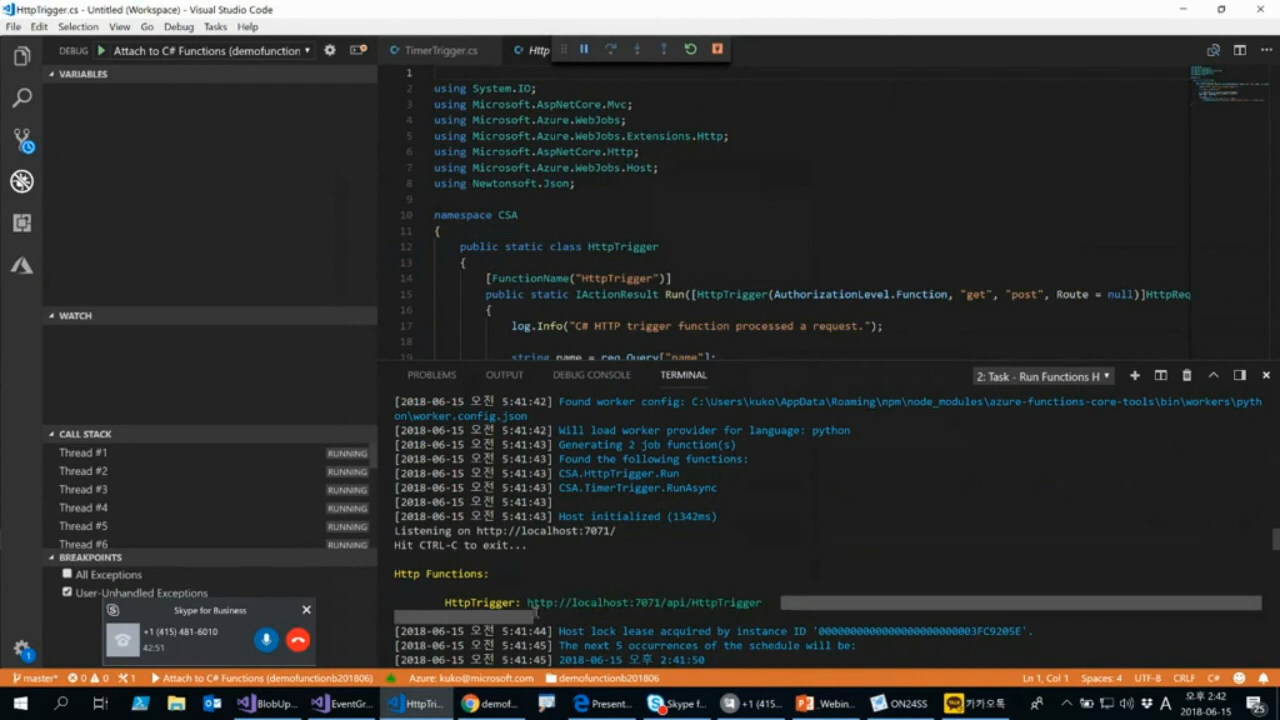 HttpTrigger.cs - Untitled (Workspace) - Visual Studio Code
File Edit Selection View Go Debug Tasks Help
DEBUG Attach to C# Functions (demofunction
TimerTrigger.cs Http
VARIABLES
WATCH
CALL STACK
Thread #1 RUNNING
Thread #2 RUNNING
Thread #3 RUNNING
Thread #4 RUNNING
Thread #5 RUNNING
Thread #6 RUNNING
BREAKPOINTS
All Exceptions
User-Unhandled Exceptions
Skype for Business
+1 (415) 481-6010
42:51
1
2 using System.IO;
3 using Microsoft.AspNetCore.Mvc;
4 using Microsoft.Azure.WebJobs;
5 using Microsoft.Azure.WebJobs.Extensions.Http;
6 using Microsoft.AspNetCore.Http;
7 using Microsoft.Azure.WebJobs.Host;
8 using Newtonsoft.Json;
9
10 namespace CSA
11 {
12 public static class HttpTrigger
13 {
14 [FunctionName("HttpTrigger")]
15 public static IActionResult Run([HttpTrigger(AuthorizationLevel.Function, "get", "post", Route = null)]HttpReq
16 {
17 log.Info("C# HTTP trigger function processed a request.");
18
19 string name = req.Query["name"];
PROBLEMS OUTPUT DEBUG CONSOLE TERMINAL 2: Task - Run Functions H
[2018-06-15 오전 5:41:42] Found worker config: C:\Users\kuko\AppData\Roaming\npm\node_modules\azure-functions-core-tools\bin\workers\pyth
on\worker.config.json
[2018-06-15 오전 5:41:42] Will load worker provider for language: python
[2018-06-15 오전 5:41:43] Generating 2 job function(s)
[2018-06-15 오전 5:41:43] Found the following functions:
[2018-06-15 오전 5:41:43] CSA.HttpTrigger.Run
[2018-06-15 오전 5:41:43] CSA.TimerTrigger.RunAsync
[2018-06-15 오전 5:41:43]
[2018-06-15 오전 5:41:43] Host initialized (1342ms)
Listening on http://localhost:7071/
Hit CTRL-C to exit...
Http Functions:
HttpTrigger: http://localhost:7071/api/HttpTrigger
[2018-06-15 오전 5:41:44] Host lock lease acquired by instance ID '0000000000000000000000003FC9205E'.
[2018-06-15 오전 5:41:45] The next 5 occurrences of the schedule will be:
[2018-06-15 오전 5:41:45] 2018-06-15 오후 2:41:50
master* 0 0 1 Attach to C# Functions (demofunctionb201806) Azure: kuko@microsoft.com demofunctionb201806 Ln 1, Col 1 Spaces: 4 UTF-8 CRLF C#
BlobUp... EventGr... HttpTri... demof... Present... Skype f... +1 (415... _Webin... ON24SS 카카오톡 A 오후 2:42
2018-06-15 25